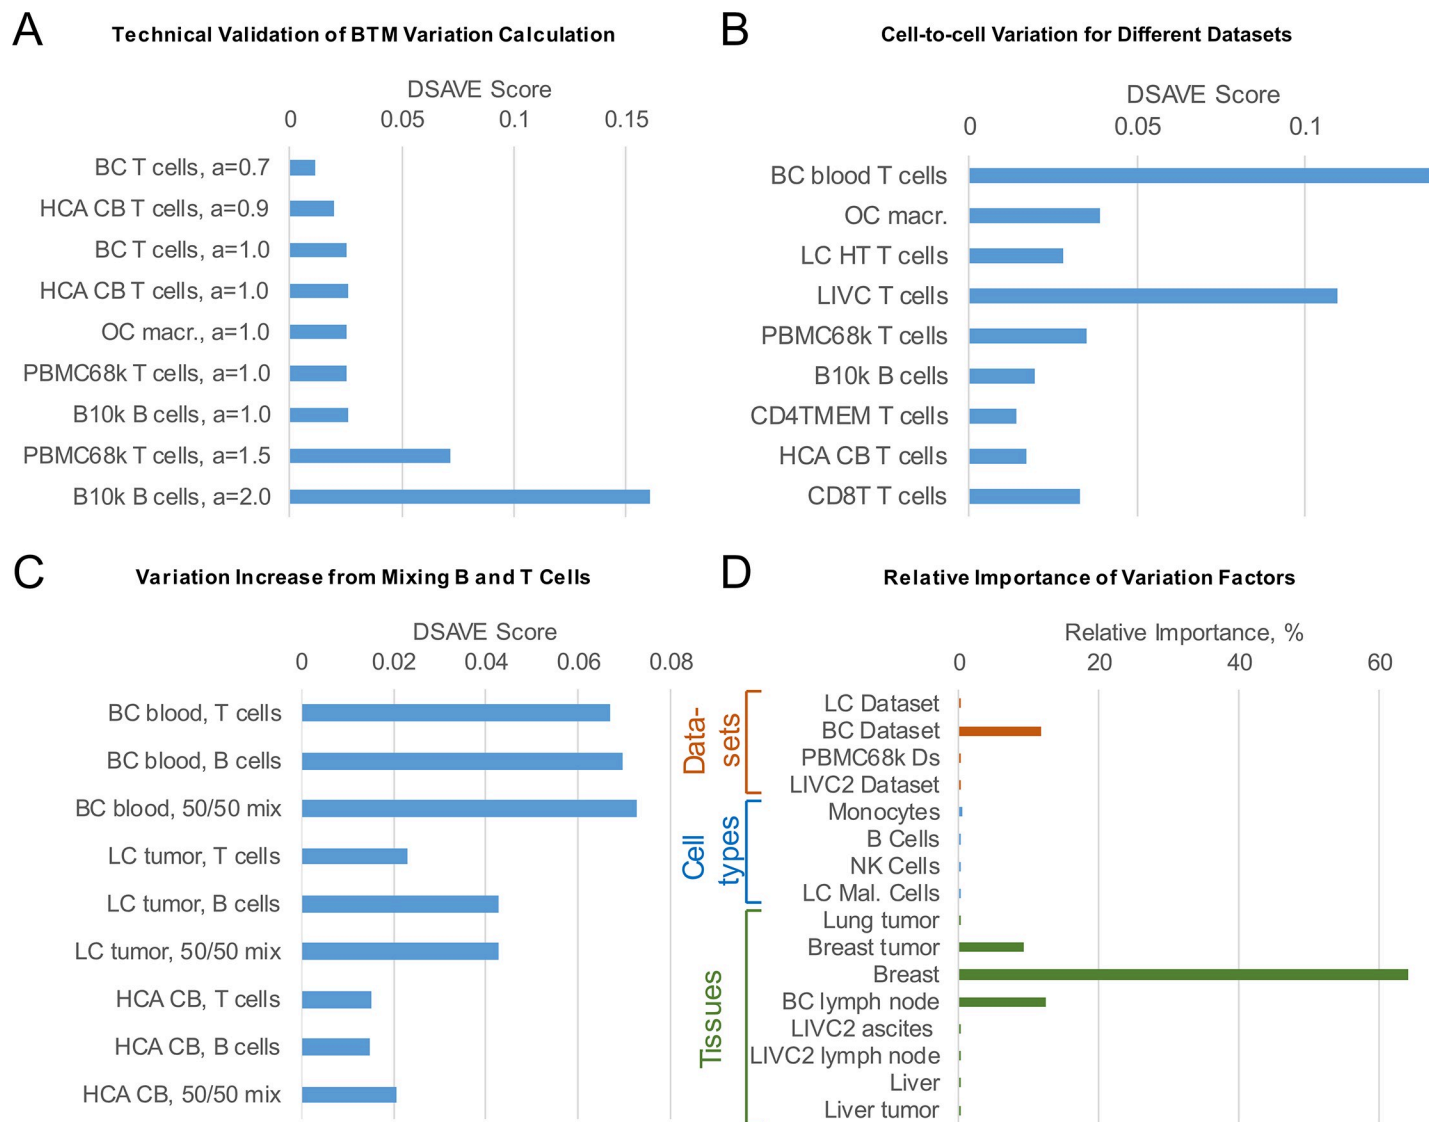 A
Technical Validation of BTM Variation Calculation
DSAVE Score
0 0.05 0.1 0.15
BC T cells, a=0.7
HCA CB T cells, a=0.9
BC T cells, a=1.0
HCA CB T cells, a=1.0
OC macr., a=1.0
PBMC68k T cells, a=1.0
B10k B cells, a=1.0
PBMC68k T cells, a=1.5
B10k B cells, a=2.0
B
Cell-to-cell Variation for Different Datasets
DSAVE Score
0 0.05 0.1
BC blood T cells
OC macr.
LC HT T cells
LIVC T cells
PBMC68k T cells
B10k B cells
CD4TMEM T cells
HCA CB T cells
CD8T T cells
C
Variation Increase from Mixing B and T Cells
DSAVE Score
0 0.02 0.04 0.06 0.08
BC blood, T cells
BC blood, B cells
BC blood, 50/50 mix
LC tumor, T cells
LC tumor, B cells
LC tumor, 50/50 mix
HCA CB, T cells
HCA CB, B cells
HCA CB, 50/50 mix
D
Relative Importance of Variation Factors
Relative Importance, %
0 20 40 60
Data-
sets
LC Dataset
BC Dataset
PBMC68k Ds
LIVC2 Dataset
Cell
types
Monocytes
B Cells
NK Cells
LC Mal. Cells
Tissues
Lung tumor
Breast tumor
Breast
BC lymph node
LIVC2 ascites
LIVC2 lymph node
Liver
Liver tumor